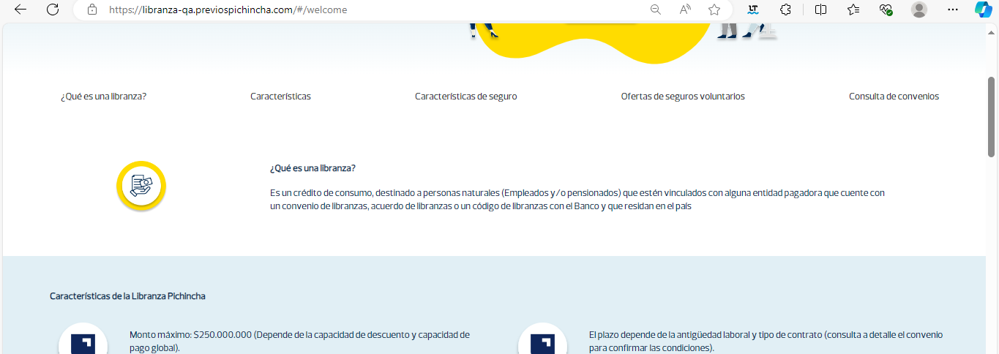 https://libranza-qa.previospichincha.com/#/welcome
¿Qué es una libranza?
Características
Características de seguro
Ofertas de seguros voluntarios
Consulta de convenios
¿Qué es una libranza?
Es un crédito de consumo, destinado a personas naturales (Empleados y/o pensionados) que estén vinculados con alguna entidad pagadora que cuente con
un convenio de libranzas, acuerdo de libranzas o un código de libranzas con el Banco y que residan en el país
Características de la Libranza Pichincha
Monto máximo: $250.000.000 (Depende de la capacidad de descuento y capacidad de
pago global).
El plazo depende de la antigüedad laboral y tipo de contrato (consulta a detalle el convenio
para confirmar las condiciones).